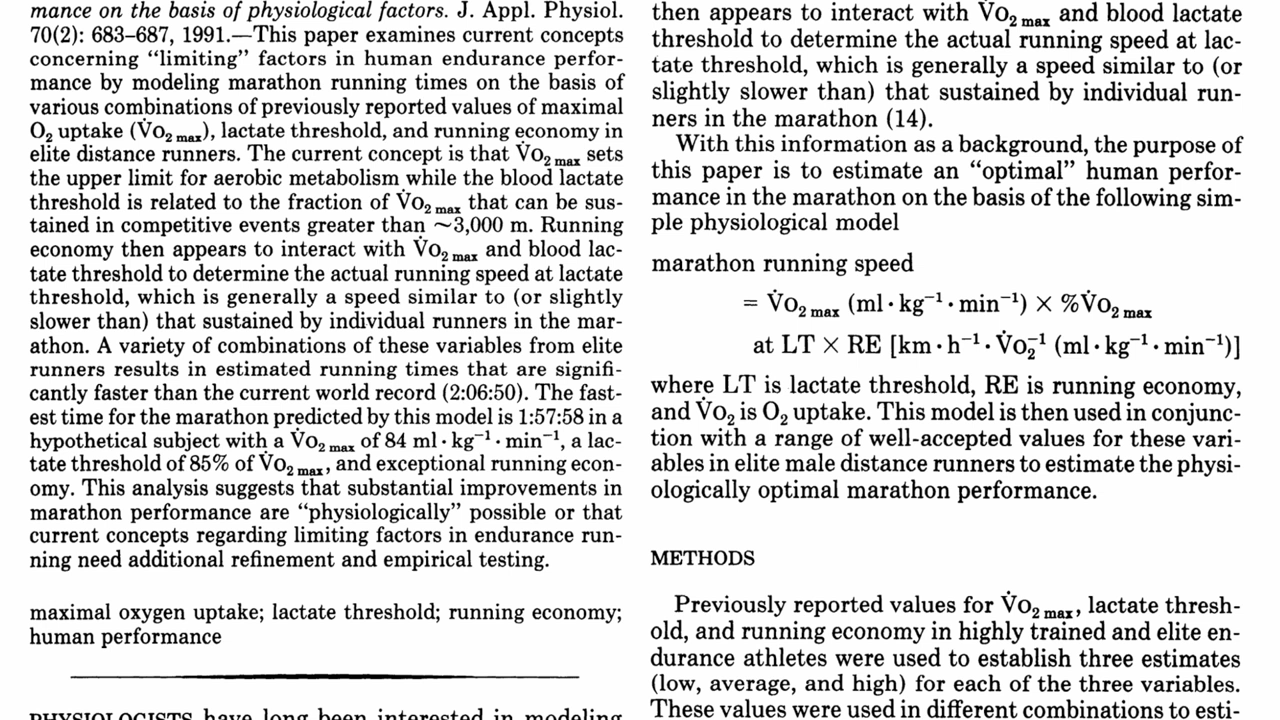 mance on the basis of physiological factors. J. Appl. Physiol.
70(2): 683–687, 1991.—This paper examines current concepts
concerning “limiting” factors in human endurance perfor-
mance by modeling marathon running times on the basis of
various combinations of previously reported values of maximal
O₂ uptake (V̇O₂ max), lactate threshold, and running economy in
elite distance runners. The current concept is that V̇O₂ max sets
the upper limit for aerobic metabolism while the blood lactate
threshold is related to the fraction of V̇O₂ max that can be sus-
tained in competitive events greater than ~3,000 m. Running
economy then appears to interact with V̇O₂ max and blood lac-
tate threshold to determine the actual running speed at lactate
threshold, which is generally a speed similar to (or slightly
slower than) that sustained by individual runners in the mar-
athon. A variety of combinations of these variables from elite
runners results in estimated running times that are signifi-
cantly faster than the current world record (2:06:50). The fast-
est time for the marathon predicted by this model is 1:57:58 in a
hypothetical subject with a V̇O₂ max of 84 ml·kg⁻¹·min⁻¹, a lac-
tate threshold of 85% of V̇O₂ max, and exceptional running econ-
omy. This analysis suggests that substantial improvements in
marathon performance are “physiologically” possible or that
current concepts regarding limiting factors in endurance run-
ning need additional refinement and empirical testing.
maximal oxygen uptake; lactate threshold; running economy;
human performance
PHYSIOLOGISTS have long been interested in modeling
then appears to interact with V̇O₂ max and blood lactate
threshold to determine the actual running speed at lac-
tate threshold, which is generally a speed similar to (or
slightly slower than) that sustained by individual run-
ners in the marathon (14).
With this information as a background, the purpose of
this paper is to estimate an “optimal” human perfor-
mance in the marathon on the basis of the following sim-
ple physiological model
marathon running speed
= V̇O₂ max (ml·kg⁻¹·min⁻¹) × %V̇O₂ max
at LT × RE [km·h⁻¹·V̇O₂⁻¹ (ml·kg⁻¹·min⁻¹)]
where LT is lactate threshold, RE is running economy,
and V̇O₂ is O₂ uptake. This model is then used in conjunc-
tion with a range of well-accepted values for these vari-
ables in elite male distance runners to estimate the physi-
ologically optimal marathon performance.
METHODS
Previously reported values for V̇O₂ max, lactate thresh-
old, and running economy in highly trained and elite en-
durance athletes were used to establish three estimates
(low, average, and high) for each of the three variables.
These values were used in different combinations to esti-